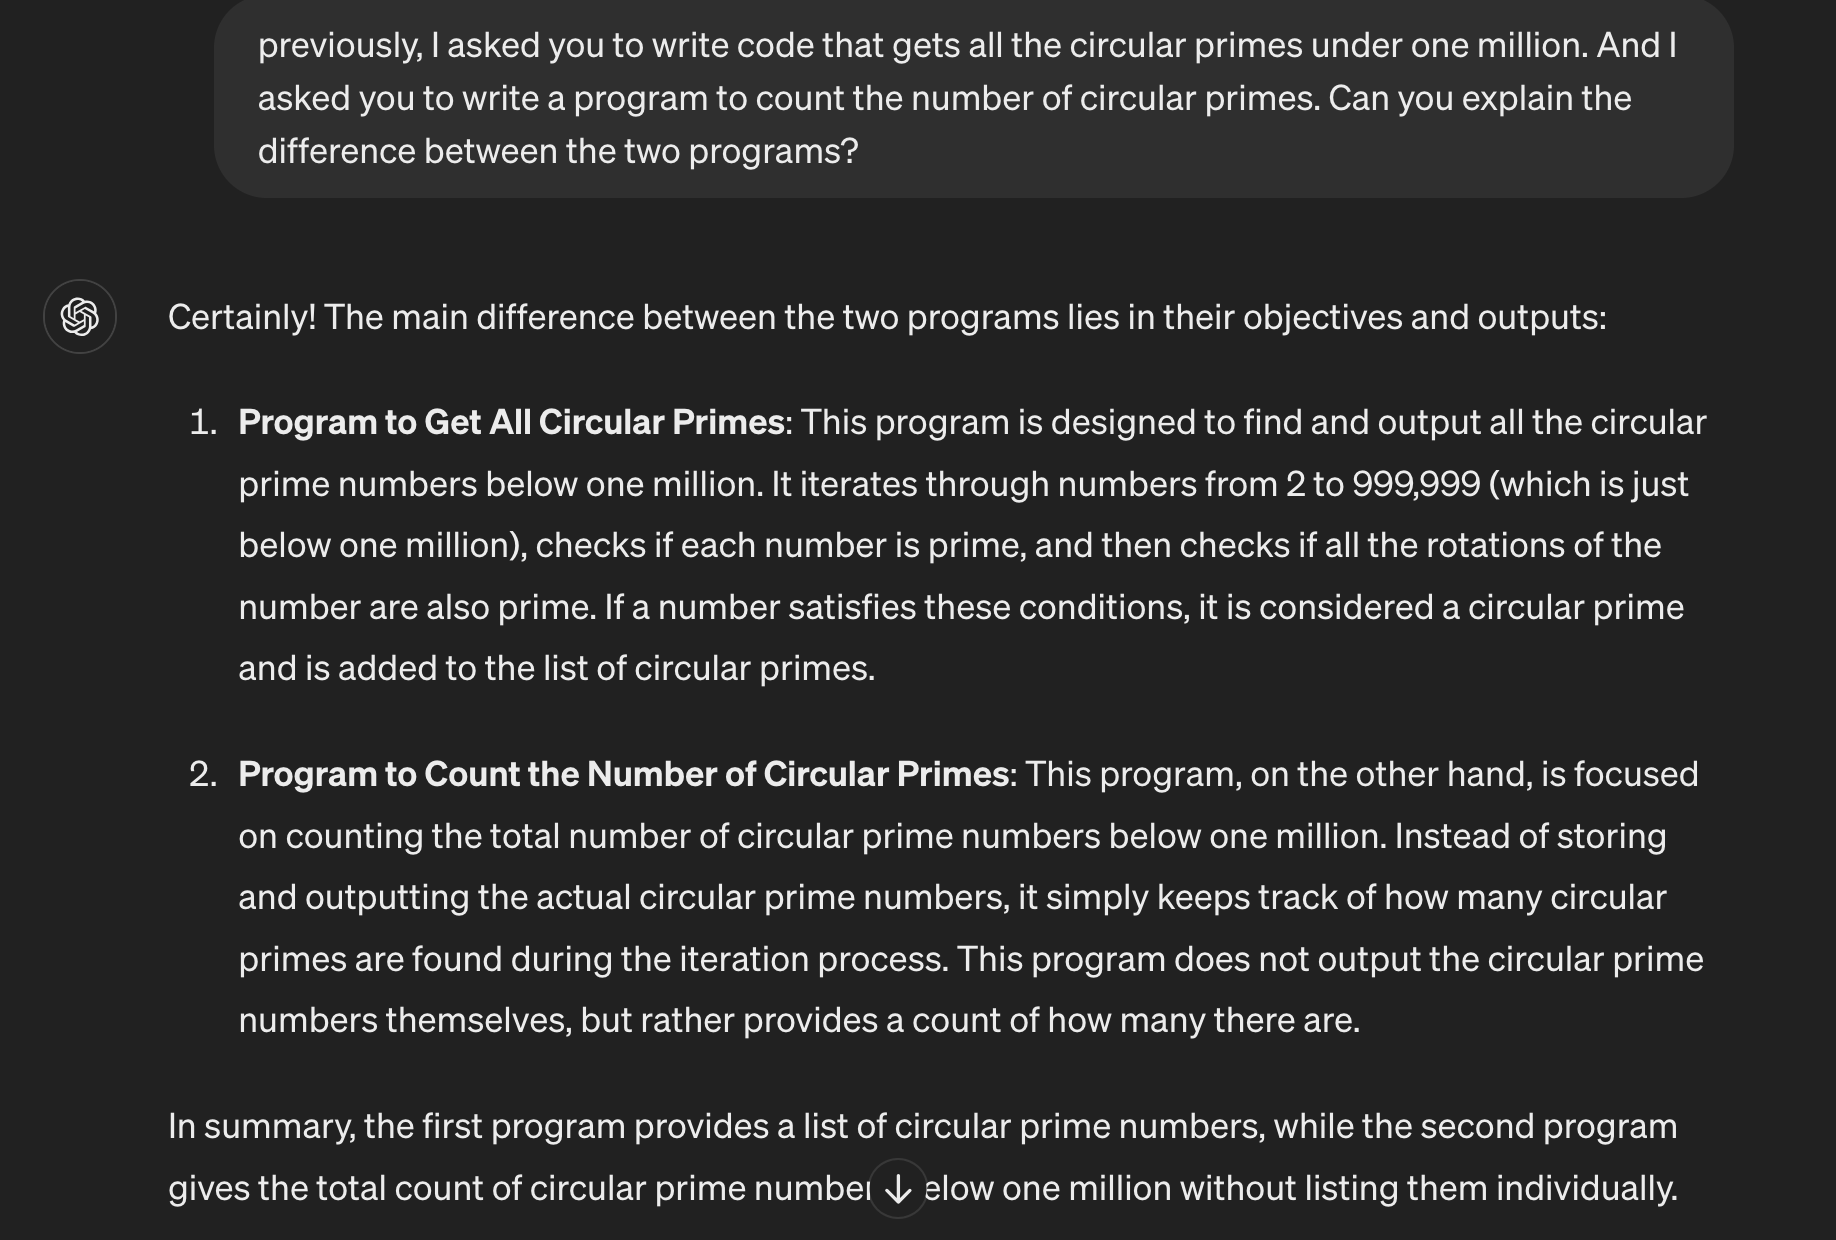 previously, I asked you to write code that gets all the circular primes under one million. And I
asked you to write a program to count the number of circular primes. Can you explain the
difference between the two programs?
Certainly! The main difference between the two programs lies in their objectives and outputs:
1. Program to Get All Circular Primes: This program is designed to find and output all the circular
prime numbers below one million. It iterates through numbers from 2 to 999,999 (which is just
below one million), checks if each number is prime, and then checks if all the rotations of the
number are also prime. If a number satisfies these conditions, it is considered a circular prime
and is added to the list of circular primes.
2. Program to Count the Number of Circular Primes: This program, on the other hand, is focused
on counting the total number of circular prime numbers below one million. Instead of storing
and outputting the actual circular prime numbers, it simply keeps track of how many circular
primes are found during the iteration process. This program does not output the circular prime
numbers themselves, but rather provides a count of how many there are.
In summary, the first program provides a list of circular prime numbers, while the second program
gives the total count of circular prime number elow one million without listing them individually.